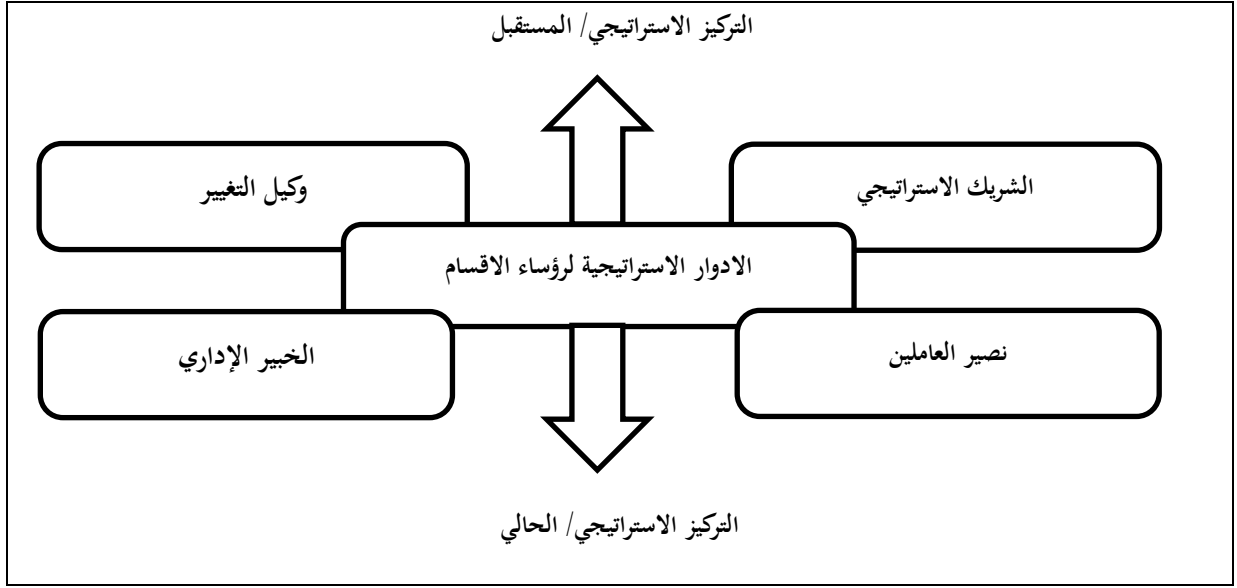 التركيز الاستراتيجي/ المستقبل
الشريك الاستراتيجي
وكيل التغيير
الادوار الاستراتيجية لرؤساء الاقسام
نصير العاملين
الخبير الإداري
التركيز الاستراتيجي/ الحالي